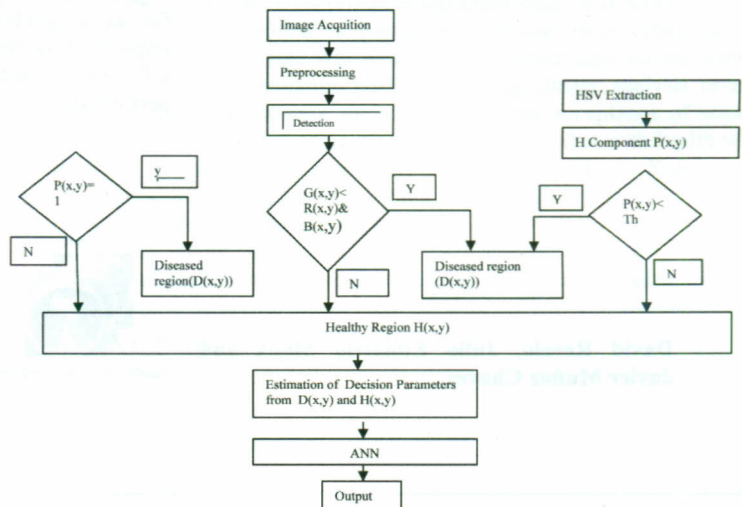 Image Acquition
Preprocessing
Detection
HSV Extraction
H Component P(x,y)
P(x,y)=
1
y
N
Diseased
region(D(x,y))
G(x,y)<
R(x,y)&
B(x,y)
Y
N
Diseased region
(D(x,y))
Y
P(x,y)<
Th
N
Healthy Region H(x,y)
Estimation of Decision Parameters
from D(x,y) and H(x,y)
ANN
Output